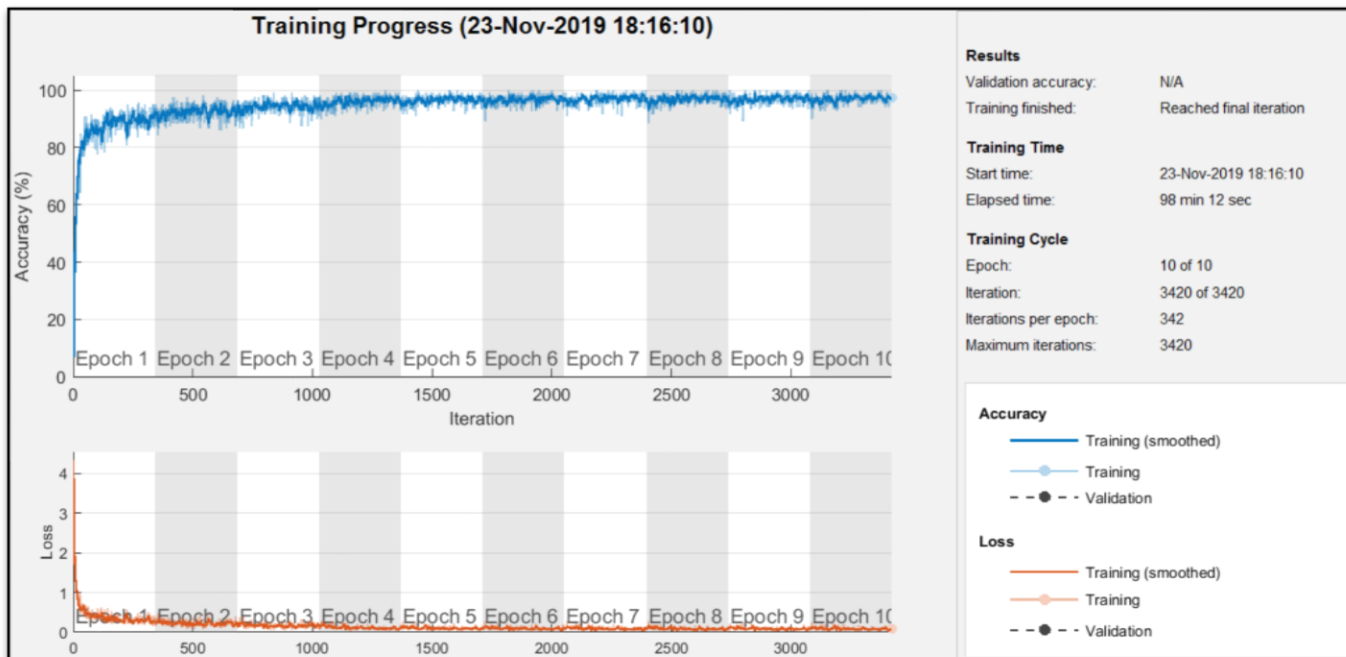 Training Progress (23-Nov-2019 18:16:10)
Accuracy (%)
100
80
60
40
20
0
Epoch 1 Epoch 2 Epoch 3 Epoch 4 Epoch 5 Epoch 6 Epoch 7 Epoch 8 Epoch 9 Epoch 10
0 500 1000 1500 2000 2500 3000
Iteration
Loss
4
3
2
1
0
Epoch 1 Epoch 2 Epoch 3 Epoch 4 Epoch 5 Epoch 6 Epoch 7 Epoch 8 Epoch 9 Epoch 10
0 500 1000 1500 2000 2500 3000
Results
Validation accuracy: N/A
Training finished: Reached final iteration
Training Time
Start time: 23-Nov-2019 18:16:10
Elapsed time: 98 min 12 sec
Training Cycle
Epoch: 10 of 10
Iteration: 3420 of 3420
Iterations per epoch: 342
Maximum iterations: 3420
Accuracy
Training (smoothed)
Training
Validation
Loss
Training (smoothed)
Training
Validation